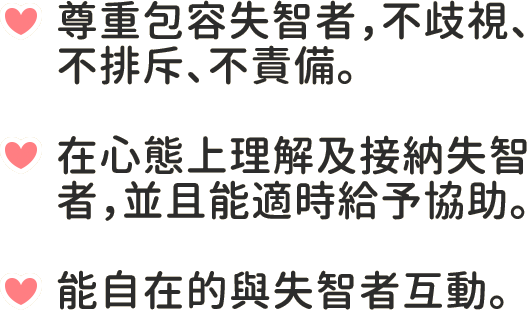 尊重包容失智者，不歧視、
不排斥、不責備。
在心態上理解及接納失智
者，並且能適時給予協助。
能自在的與失智者互動。